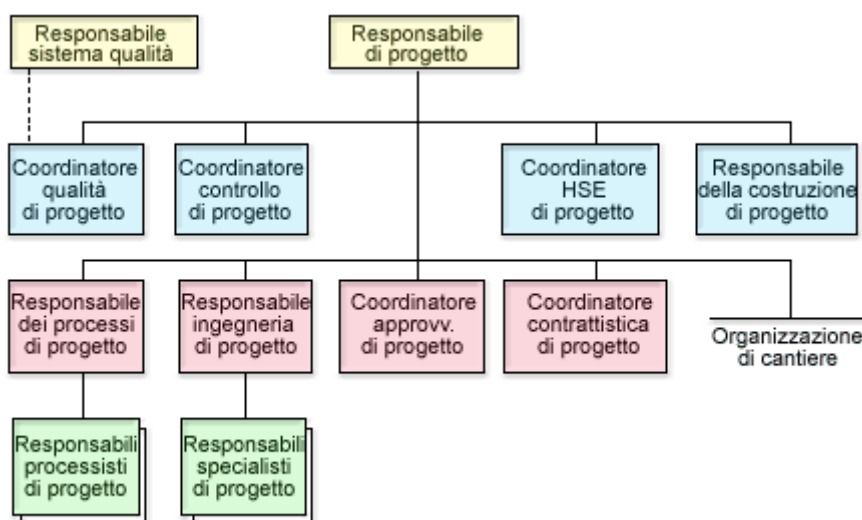 Responsabile
sistema qualità
Responsabile
di progetto
Coordinatore
qualità
di progetto
Coordinatore
controllo
di progetto
Coordinatore
HSE
di progetto
Responsabile
della costruzione
di progetto
Responsabile
dei processi
di progetto
Responsabile
ingegneria
di progetto
Coordinatore
approvv.
di progetto
Coordinatore
contrattistica
di progetto
Organizzazione
di cantiere
Responsabili
processisti
di progetto
Responsabili
specialisti
di progetto